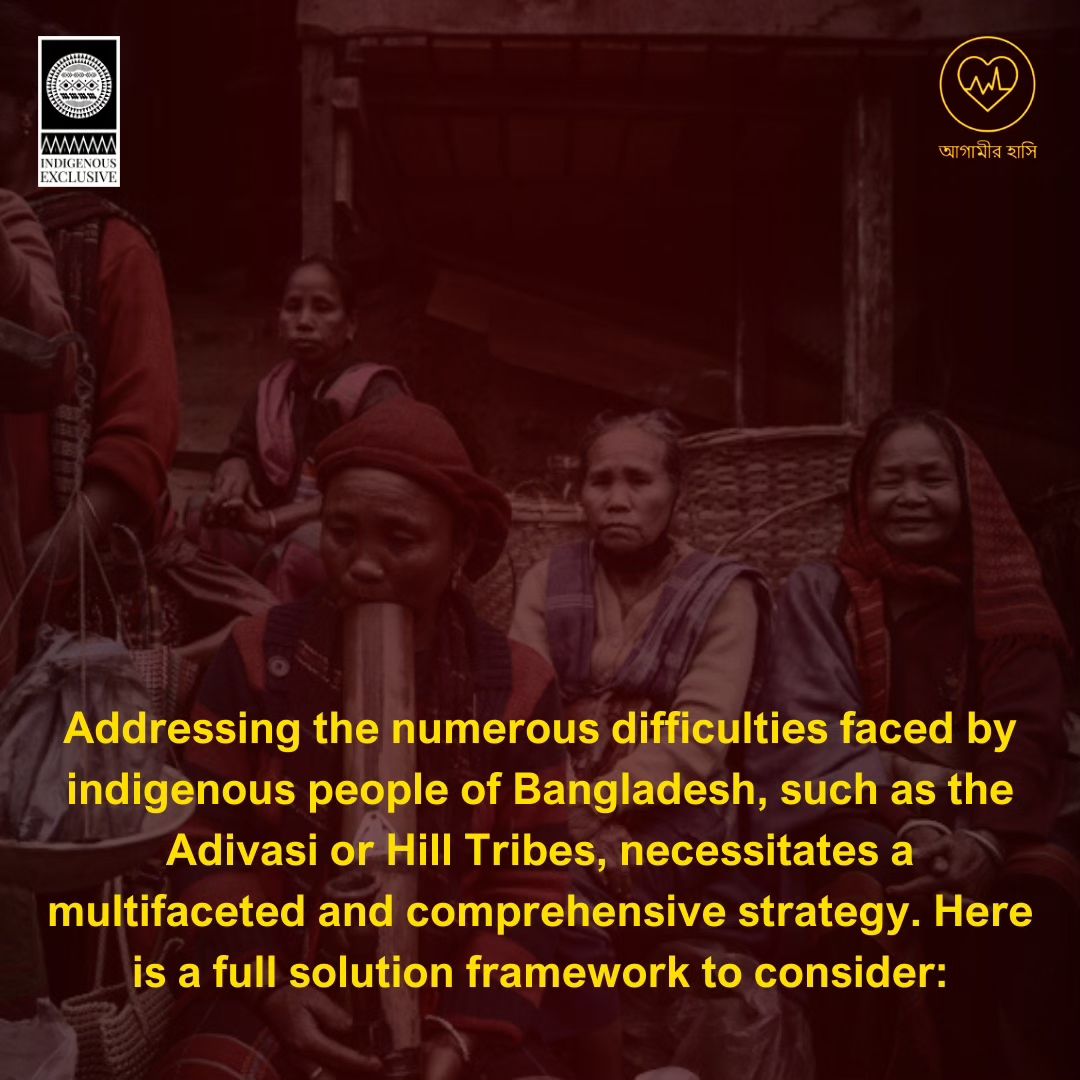 INDIGENOUS
EXCLUSIVE
আগামীর হাসি
Addressing the numerous difficulties faced by
indigenous people of Bangladesh, such as the
Adivasi or Hill Tribes, necessitates a
multifaceted and comprehensive strategy. Here
is a full solution framework to consider: